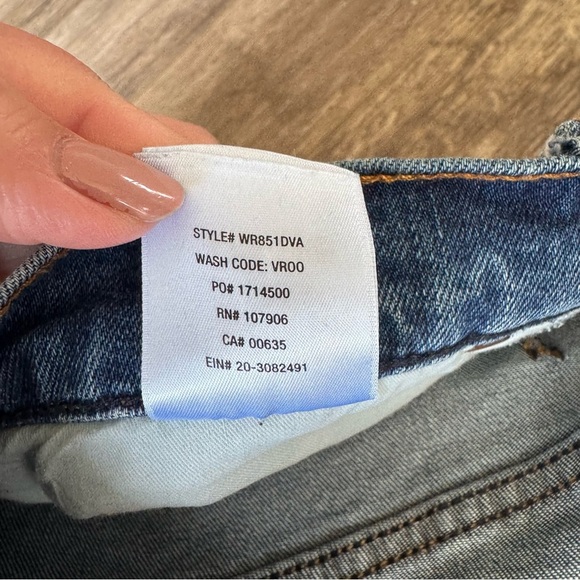 STYLE# WR851DVA
WASH CODE: VROO
PO# 1714500
RN# 107906
CA# 00635
EIN# 20-3082491